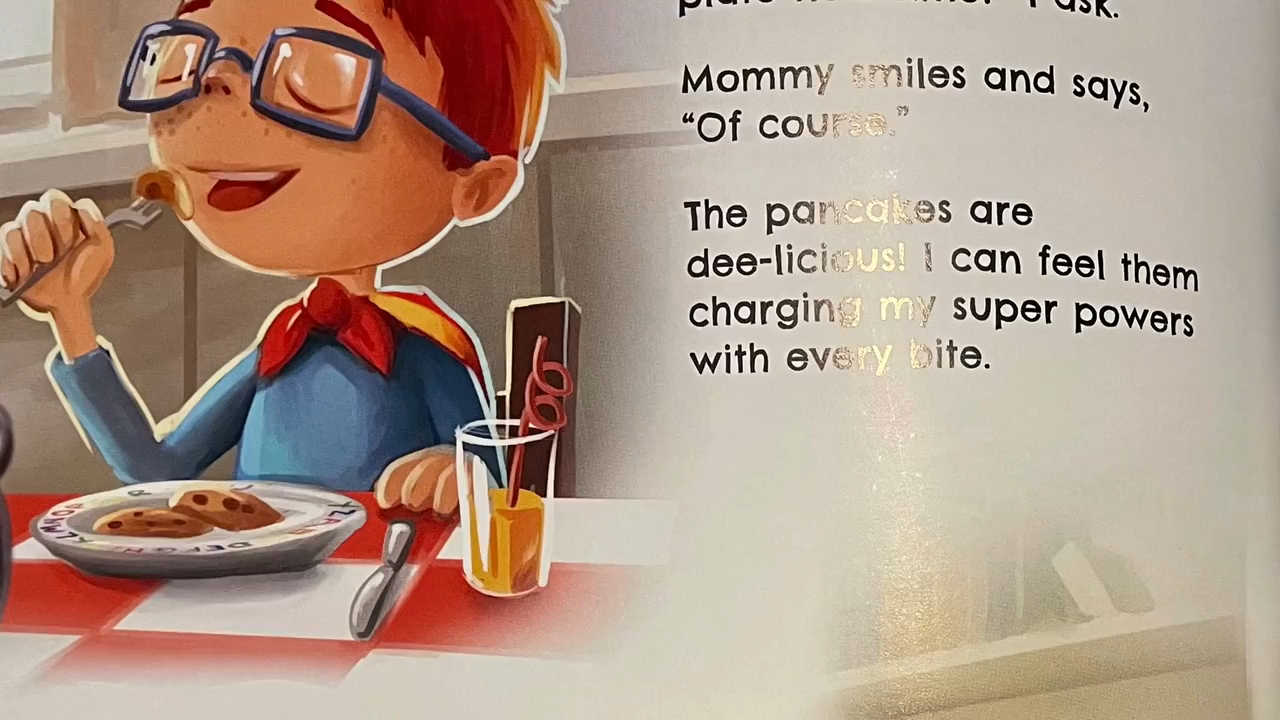 ask.
Mommy smiles and says,
“Of course.”
The pancakes are
dee-licious! I can feel them
charging my super powers
with every bite.